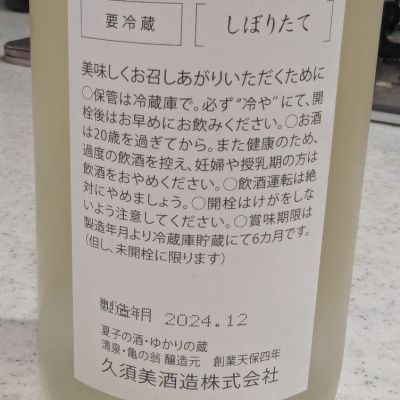 要冷蔵
しぼりたて
美味しくお召しあがりいただくために
○保管は冷蔵庫で。必ず“冷や”にて、開
栓後はお早めにお飲みください。○お酒
は20歳を過ぎてから。また健康のため、
過度の飲酒を控え、妊婦や授乳期の方は
飲酒をおやめください。○飲酒運転は絶
対にやめましょう。○開栓はけがをしな
いよう注意してください。○賞味期限は
製造年月より冷蔵庫貯蔵にて6カ月です。
(但し、未開栓に限ります)
製造年月 2024.12
夏子の酒・ゆかりの蔵
清泉・亀の翁 醸造元 創業天保四年
久須美酒造株式会社